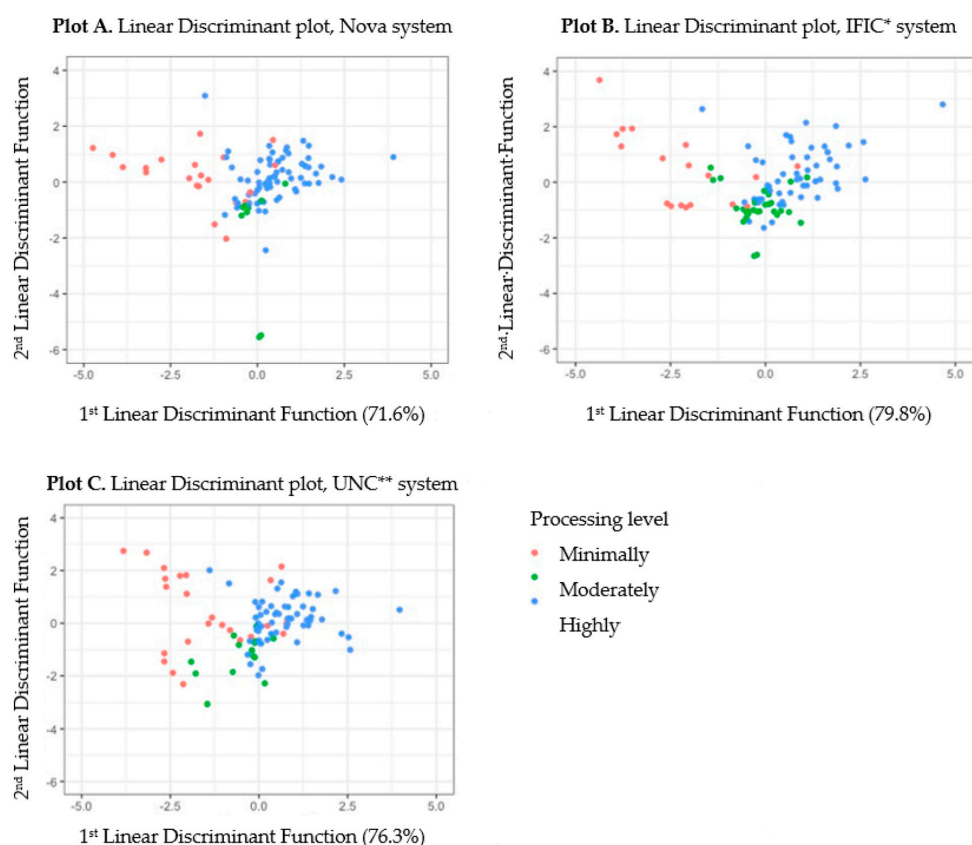 Plot A. Linear Discriminant plot, Nova system
2nd Linear Discriminant Function
4
2
0
-2
-4
-6
-5.0 -2.5 0.0 2.5 5.0
1st Linear Discriminant Function (71.6%)
Plot B. Linear Discriminant plot, IFIC* system
2nd·Linear·Discriminant·Function
4
2
0
-2
-4
-6
-5.0 -2.5 0.0 2.5 5.0
1st Linear Discriminant Function (79.8%)
Plot C. Linear Discriminant plot, UNC** system
2nd Linear Discriminant Function
4
2
0
-2
-4
-6
-5.0 -2.5 0.0 2.5 5.0
1st Linear Discriminant Function (76.3%)
Processing level
Minimally
Moderately
Highly